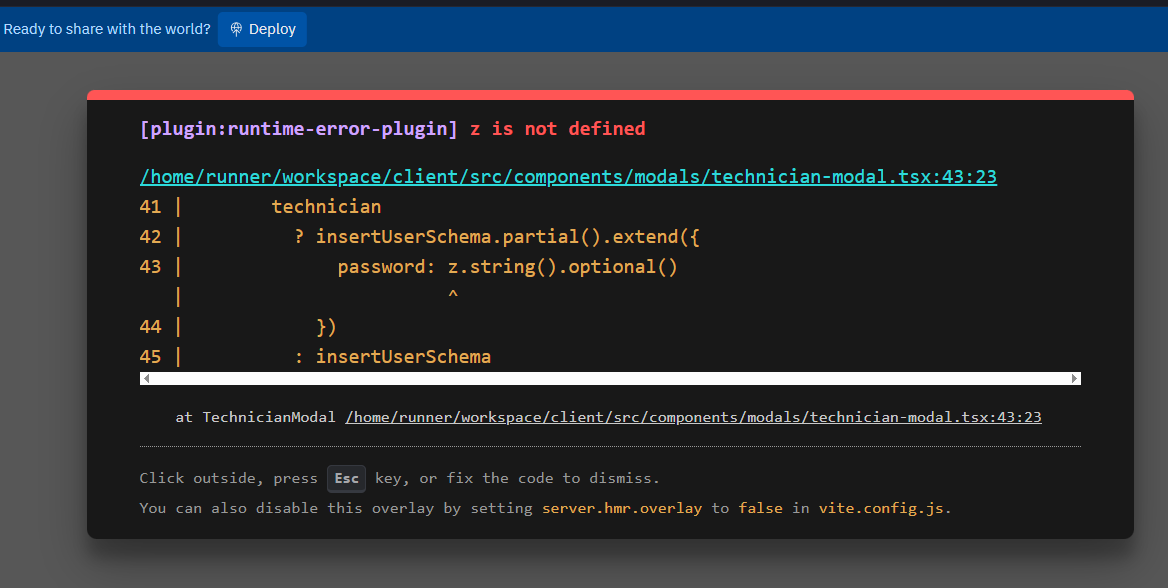 Ready to share with the world? Deploy
[plugin:runtime-error-plugin] z is not defined
/home/runner/workspace/client/src/components/modals/technician-modal.tsx:43:23
41 |        technician
42 |          ? insertUserSchema.partial().extend({
43 |              password: z.string().optional()
   |                        ^
44 |            })
45 |          : insertUserSchema
at TechnicianModal /home/runner/workspace/client/src/components/modals/technician-modal.tsx:43:23
Click outside, press Esc key, or fix the code to dismiss.
You can also disable this overlay by setting server.hmr.overlay to false in vite.config.js.